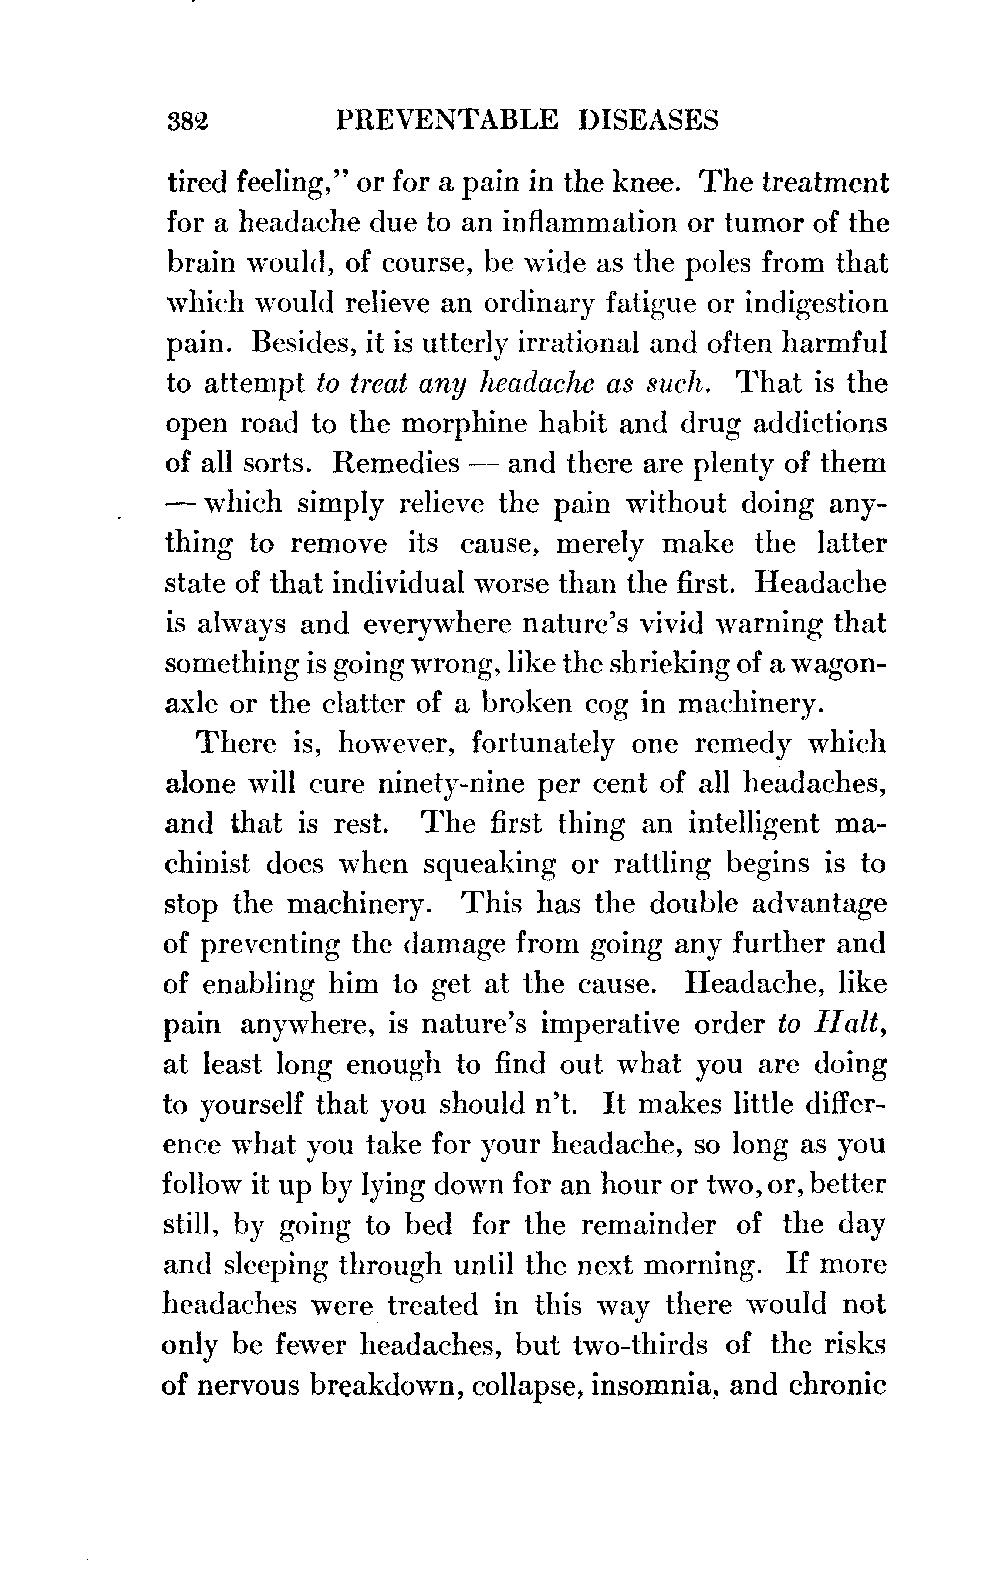 382 PREVENTABLE DISEASES
tired feeling,” or for a pain in the knee. The treatment
for a headache due to an inflammation or tumor of the
brain would, of course, be wide as the poles from that
which would relieve an ordinary fatigue or indigestion
pain. Besides, it is utterly irrational and often harmful
to attempt to treat any headache as such. That is the
open road to the morphine habit and drug addictions
of all sorts. Remedies — and there are plenty of them
— which simply relieve the pain without doing any-
thing to remove its cause, merely make the latter
state of that individual worse than the first. Headache
is always and everywhere nature’s vivid warning that
something is going wrong, like the shrieking of a wagon-
axle or the clatter of a broken cog in machinery.
There is, however, fortunately one remedy which
alone will cure ninety-nine per cent of all headaches,
and that is rest. The first thing an intelligent ma-
chinist does when squeaking or rattling begins is to
stop the machinery. This has the double advantage
of preventing the damage from going any further and
of enabling him to get at the cause. Headache, like
pain anywhere, is nature’s imperative order to Halt,
at least long enough to find out what you are doing
to yourself that you should n’t. It makes little differ-
ence what you take for your headache, so long as you
follow it up by lying down for an hour or two, or, better
still, by going to bed for the remainder of the day
and sleeping through until the next morning. If more
headaches were treated in this way there would not
only be fewer headaches, but two-thirds of the risks
of nervous breakdown, collapse, insomnia, and chronic